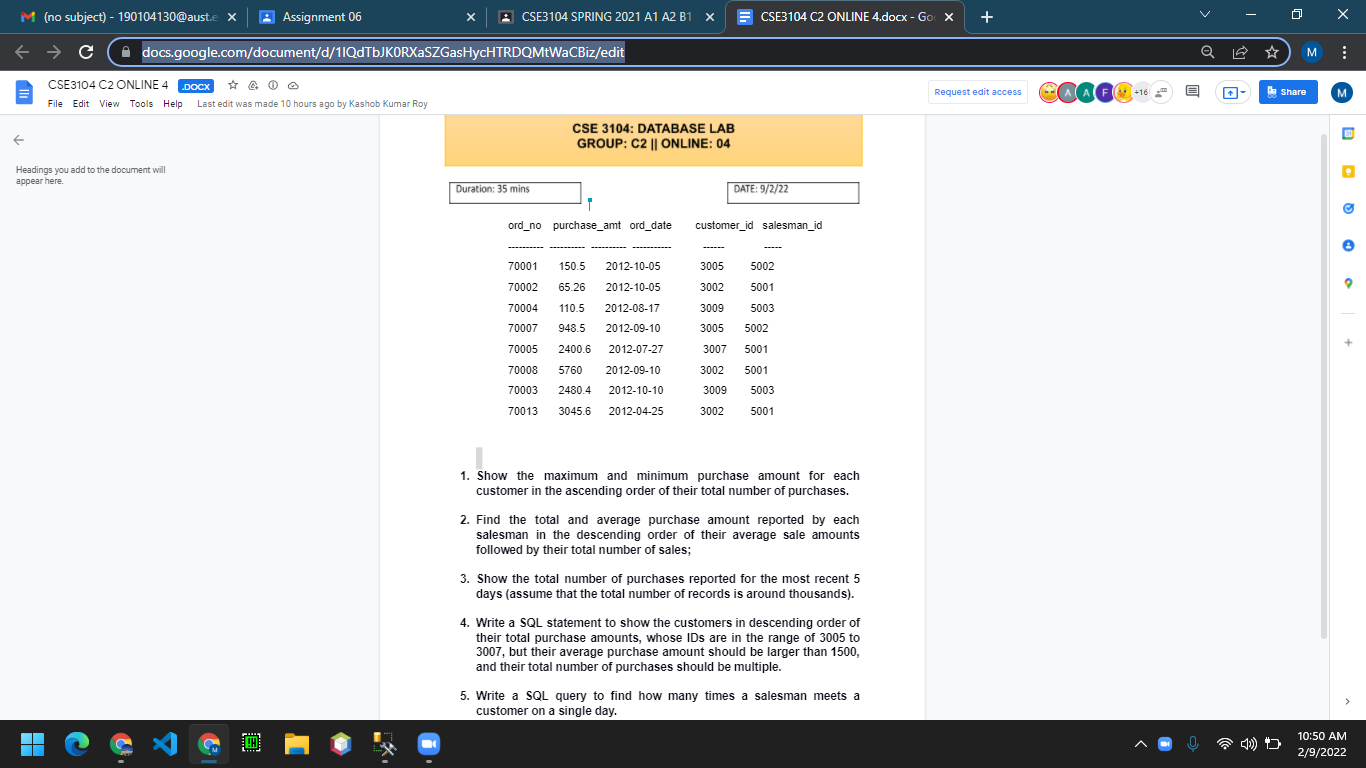 (no subject) - 190104130@aust.e
Assignment 06
CSE3104 SPRING 2021 A1 A2 B1
CSE3104 C2 ONLINE 4.docx - Go
docs.google.com/document/d/1IQdTbJK0RXaSZGasHycHTRDQMtWaCBiz/edit
M
CSE3104 C2 ONLINE 4 .DOCX
File Edit View Tools Help Last edit was made 10 hours ago by Kashob Kumar Roy
Request edit access
A A F +16
Share
M
Headings you add to the document will
appear here.
CSE 3104: DATABASE LAB
GROUP: C2 || ONLINE: 04
Duration: 35 mins
DATE: 9/2/22
ord_no purchase_amt ord_date customer_id salesman_id
---------- ---------- ---------- ----------- ------ -----
70001 150.5 2012-10-05 3005 5002
70002 65.26 2012-10-05 3002 5001
70004 110.5 2012-08-17 3009 5003
70007 948.5 2012-09-10 3005 5002
70005 2400.6 2012-07-27 3007 5001
70008 5760 2012-09-10 3002 5001
70003 2480.4 2012-10-10 3009 5003
70013 3045.6 2012-04-25 3002 5001
1. Show the maximum and minimum purchase amount for each
customer in the ascending order of their total number of purchases.
2. Find the total and average purchase amount reported by each
salesman in the descending order of their average sale amounts
followed by their total number of sales;
3. Show the total number of purchases reported for the most recent 5
days (assume that the total number of records is around thousands).
4. Write a SQL statement to show the customers in descending order of
their total purchase amounts, whose IDs are in the range of 3005 to
3007, but their average purchase amount should be larger than 1500,
and their total number of purchases should be multiple.
5. Write a SQL query to find how many times a salesman meets a
customer on a single day.
10:50 AM
2/9/2022